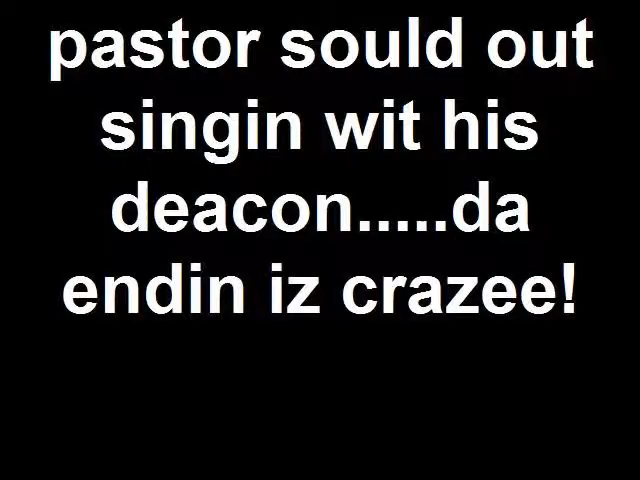 pastor sould out
singin wit his
deacon.....da
endin iz crazee!